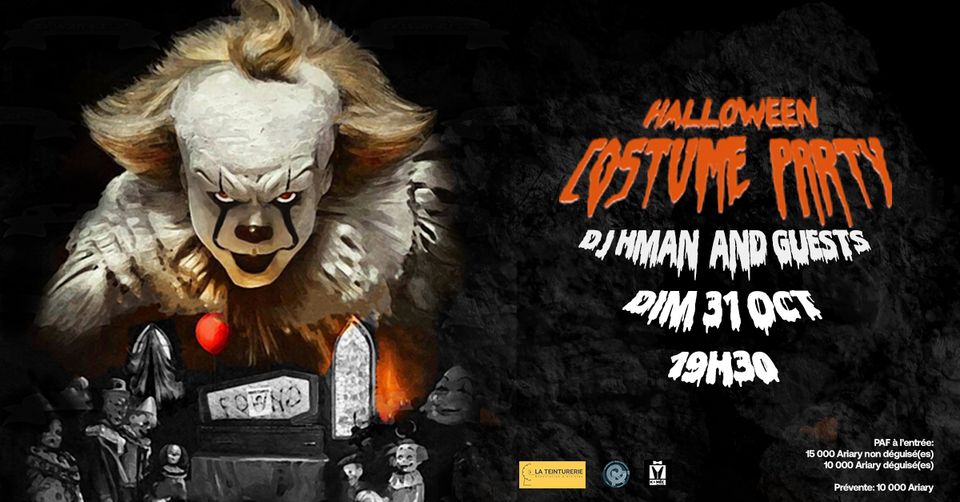 HALLOWEEN
COSTUME PARTY
DJ HMAN AND GUESTS
DIM 31 OCT
19H30
FOUND
LA TEINTURERIE
PAF à l'entrée:
15 000 Ariary non déguisé(es)
10 000 Ariary déguisé(es)
Prévente: 10 000 Ariary